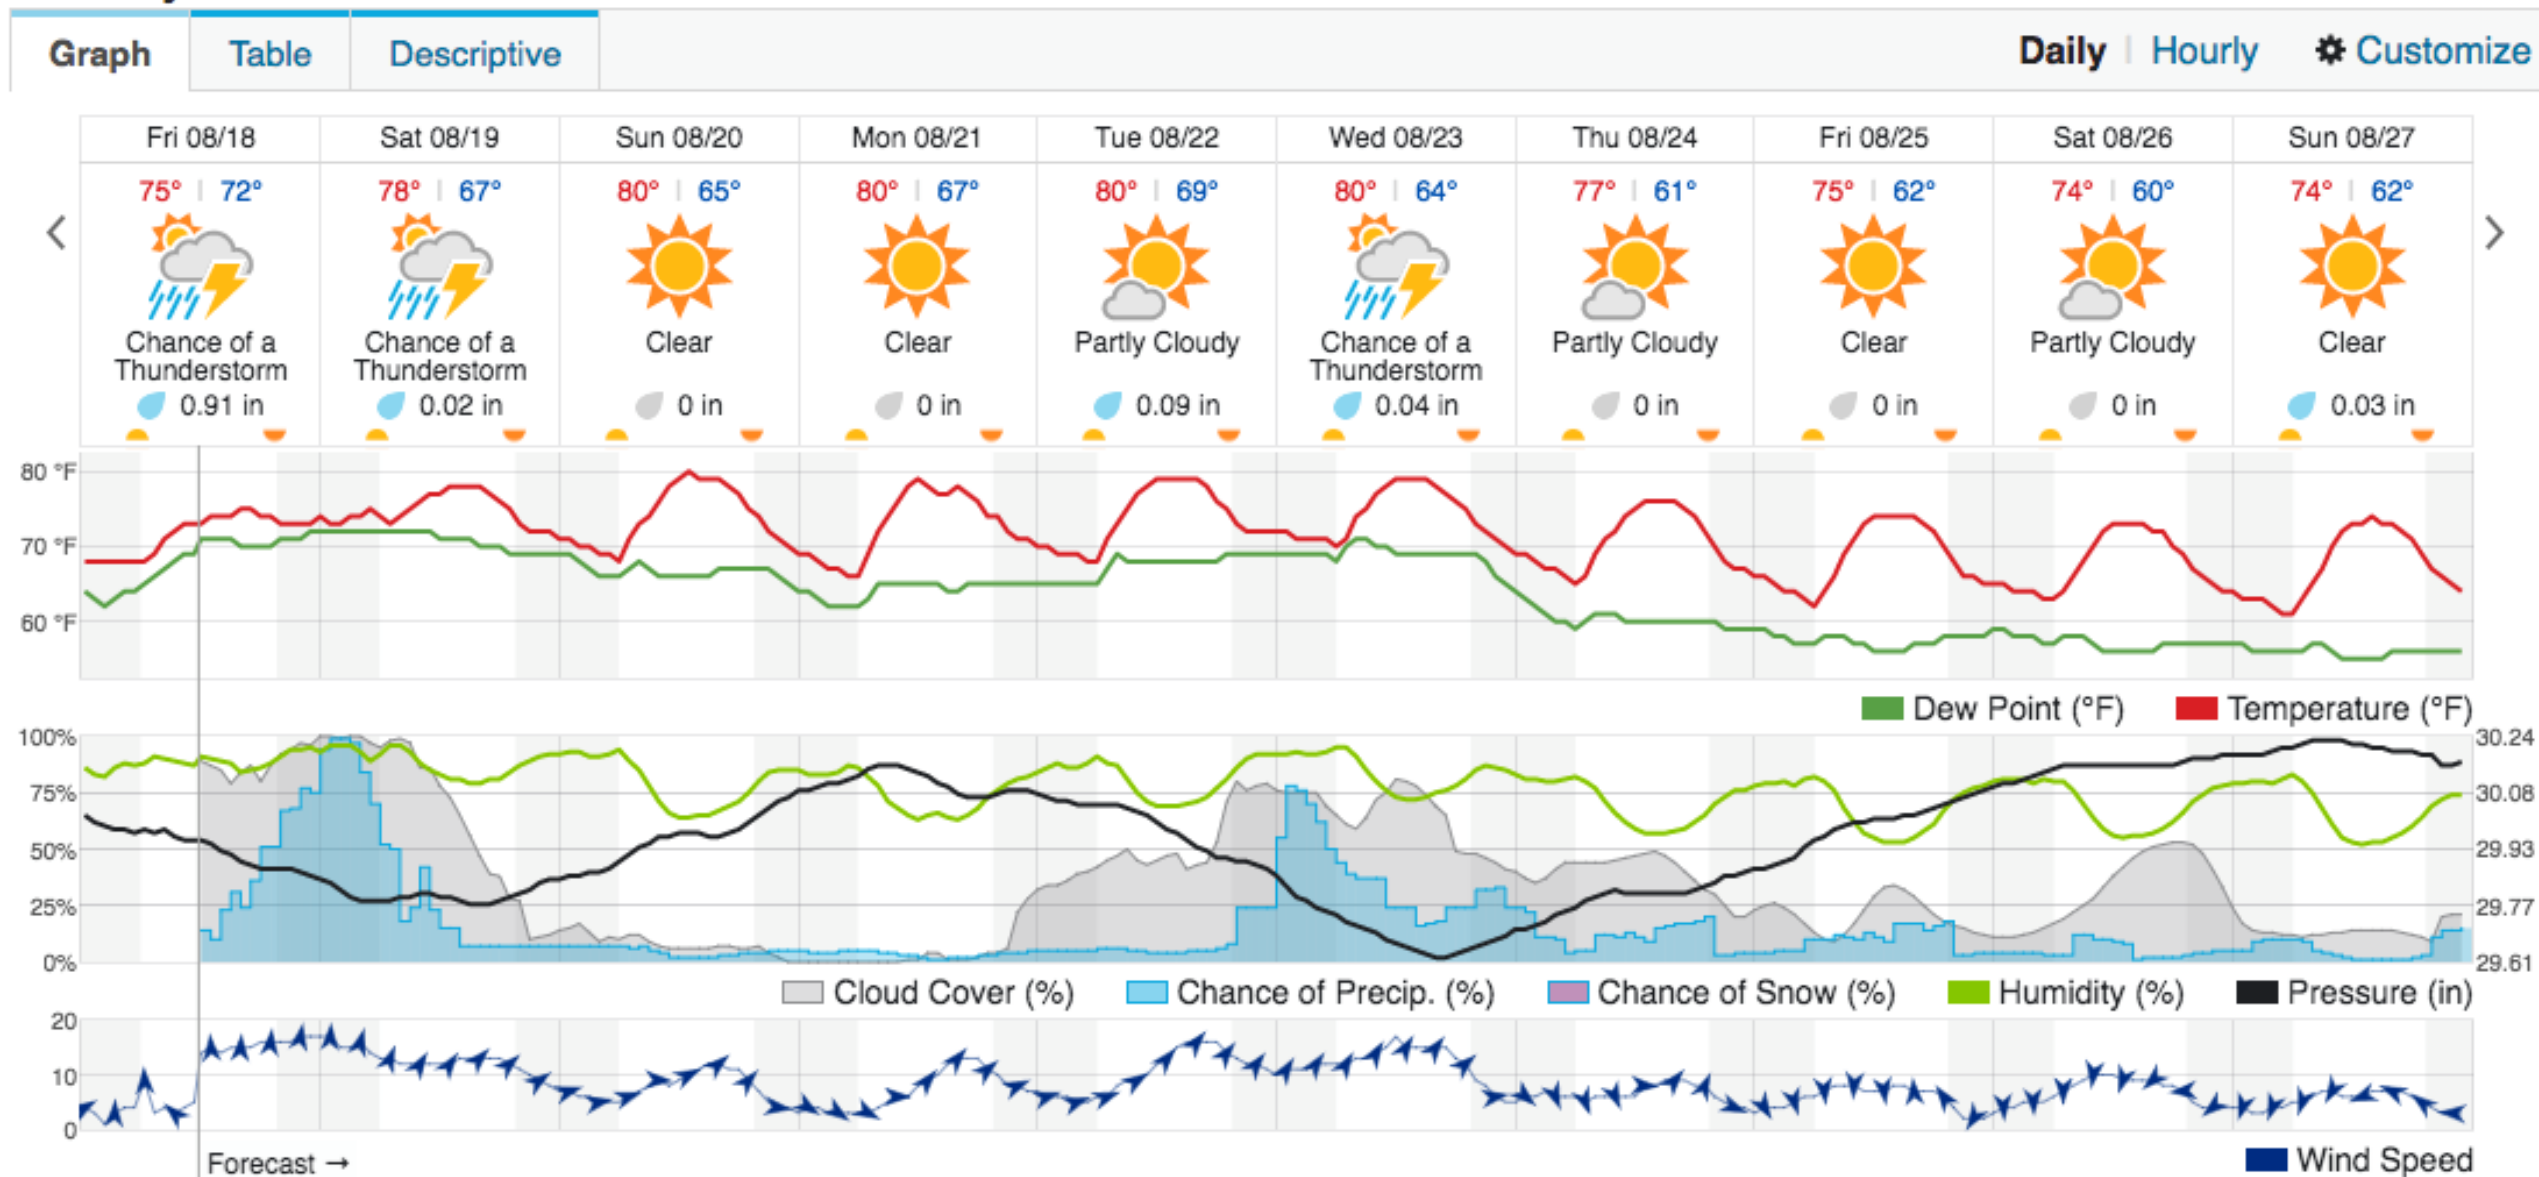 Graph Table Descriptive Daily | Hourly Customize
Fri 08/18 Sat 08/19 Sun 08/20 Mon 08/21 Tue 08/22 Wed 08/23 Thu 08/24 Fri 08/25 Sat 08/26 Sun 08/27
75° | 72° 78° | 67° 80° | 65° 80° | 67° 80° | 69° 80° | 64° 77° | 61° 75° | 62° 74° | 60° 74° | 62°
Chance of a Chance of a Clear Clear Partly Cloudy Chance of a Partly Cloudy Clear Partly Cloudy Clear
Thunderstorm Thunderstorm Thunderstorm
0.91 in 0.02 in 0 in 0 in 0.09 in 0.04 in 0 in 0 in 0 in 0.03 in
80 °F
70 °F
60 °F
Dew Point (°F) Temperature (°F)
100% 30.24
75% 30.08
50% 29.93
25% 29.77
0% 29.61
Cloud Cover (%) Chance of Precip. (%) Chance of Snow (%) Humidity (%) Pressure (in)
20
10
0
Forecast → Wind Speed